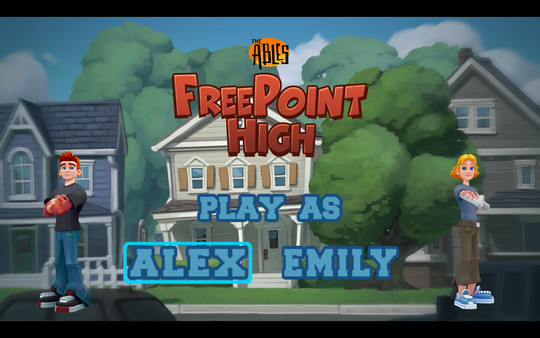 THE
ABLES
FREEPOINT
HIGH
PLAY AS
ALEX EMILY